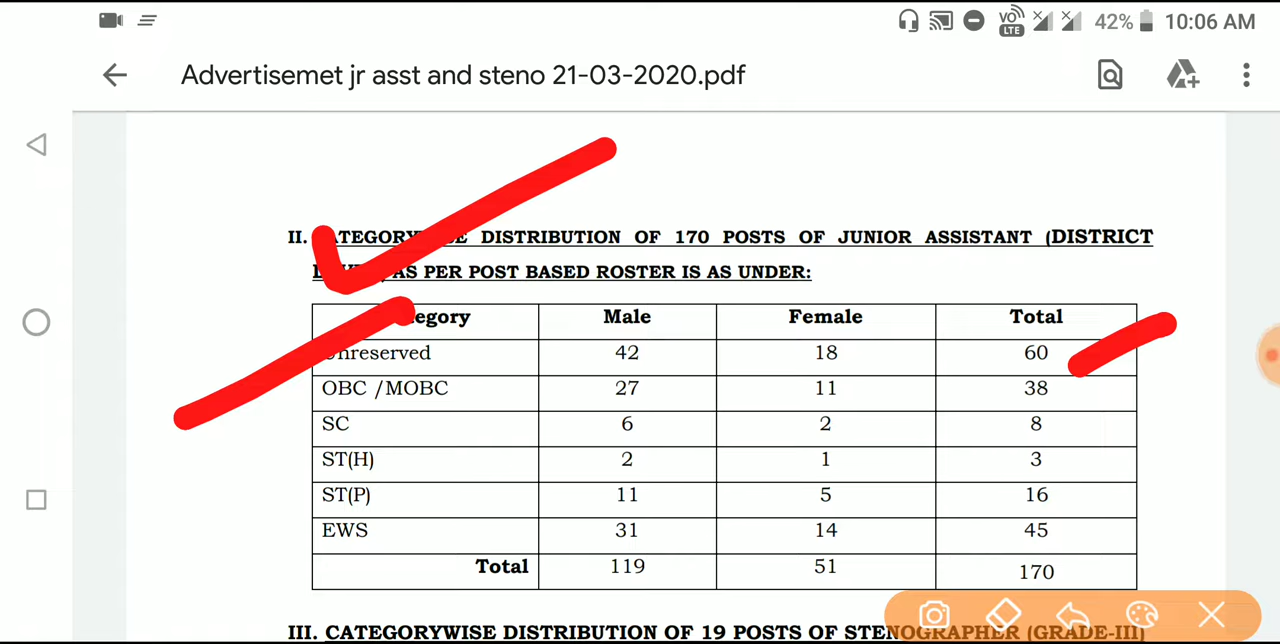 VO LTE 42% 10:06 AM
Advertisemet jr asst and steno 21-03-2020.pdf
II. DISTRIBUTION OF 170 POSTS OF JUNIOR ASSISTANT (DISTRICT
AS PER POST BASED ROSTER IS AS UNDER:
Male Female Total
Unreserved 42 18 60
OBC /MOBC 27 11 38
SC 6 2 8
ST(H) 2 1 3
ST(P) 11 5 16
EWS 31 14 45
Total 119 51 170
III. CATEGORYWISE DISTRIBUTION OF 19 POSTS OF STENOGRAPHER (GRADE-III)